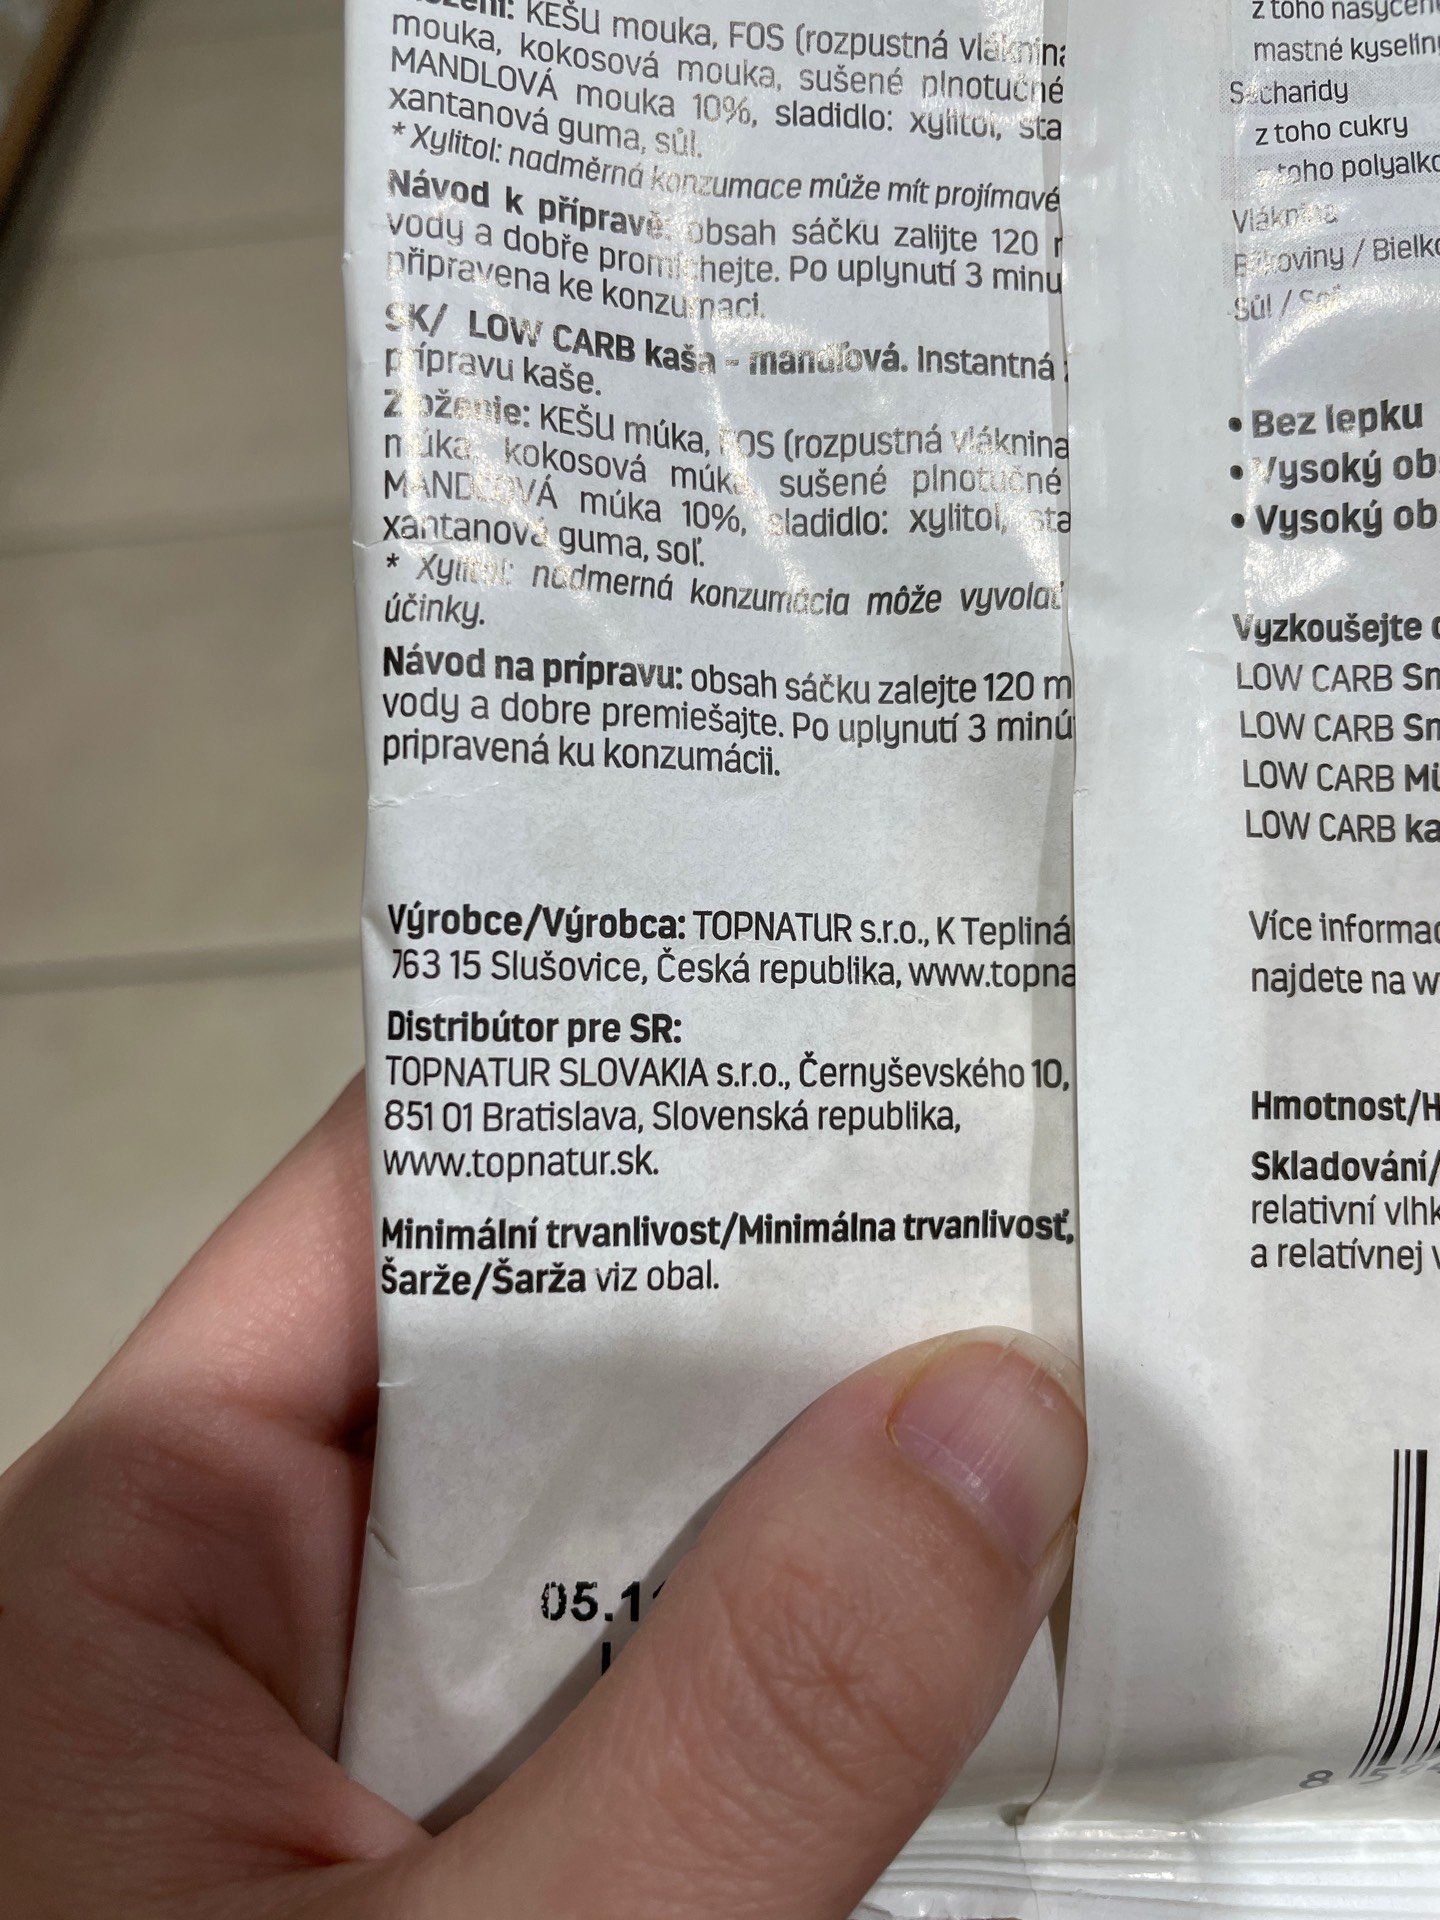 KEŠU mouka, FOS (rozpustná vláknina
mouka, kokosová mouka, sušené plnotučné
MANDLOVÁ mouka 10%, sladidlo: xylitol, sta
xantanová guma, sůl.
* Xylitol: nadměrná konzumace může mít projímavé
Návod k přípravě: obsah sáčku zalijte 120
vody a dobře promíchejte. Po uplynutí 3 minu
připravena ke konzumaci.
SK/ LOW CARB kaša - mandľová. Instantná
prípravu kaše.
Zloženie: KEŠU múka, FOS (rozpustná vláknina
múka, kokosová múka, sušené plnotučné
MANDĽOVÁ múka 10%, sladidlo: xylitol, sta
xantanová guma, soľ.
* Xylitol: nadmerná konzumácia môže vyvolať
účinky.
Návod na prípravu: obsah sáčku zalejte 120 m
vody a dobre premiešajte. Po uplynutí 3 minú
pripravená ku konzumácii.
Výrobce/Výrobca: TOPNATUR s.r.o., K Tepliná
763 15 Slušovice, Česká republika, www.topna
Distribútor pre SR:
TOPNATUR SLOVAKIA s.r.o., Černyševského 10,
851 01 Bratislava, Slovenská republika,
www.topnatur.sk.
Minimální trvanlivost/Minimálna trvanlivosť,
Šarže/Šarža viz obal.
05.1
z toho nasycen
mastné kyseliny
Sacharidy
z toho cukry
z toho polyalko
Vláknina
Bílkoviny / Bielko
Sůl / Soľ
• Bez lepku
• Vysoký ob
• Vysoký ob
Vyzkoušejte
LOW CARB Sm
LOW CARB Sm
LOW CARB Mü
LOW CARB ka
Více informac
najdete na w
Hmotnost/H
Skladování/
relativní vlhk
a relatívnej v